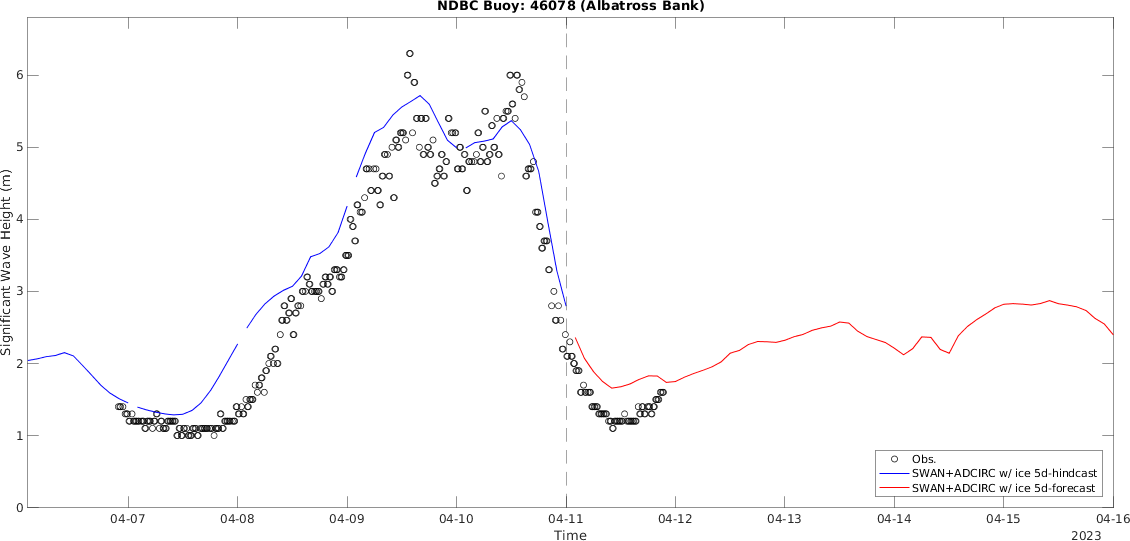 NDBC Buoy: 46078 (Albatross Bank)
Significant Wave Height (m)
6
5
4
3
2
1
0
Obs.
SWAN+ADCIRC w/ ice 5d-hindcast
SWAN+ADCIRC w/ ice 5d-forecast
04-07 04-08 04-09 04-10 04-11 04-12 04-13 04-14 04-15 04-16
Time
2023